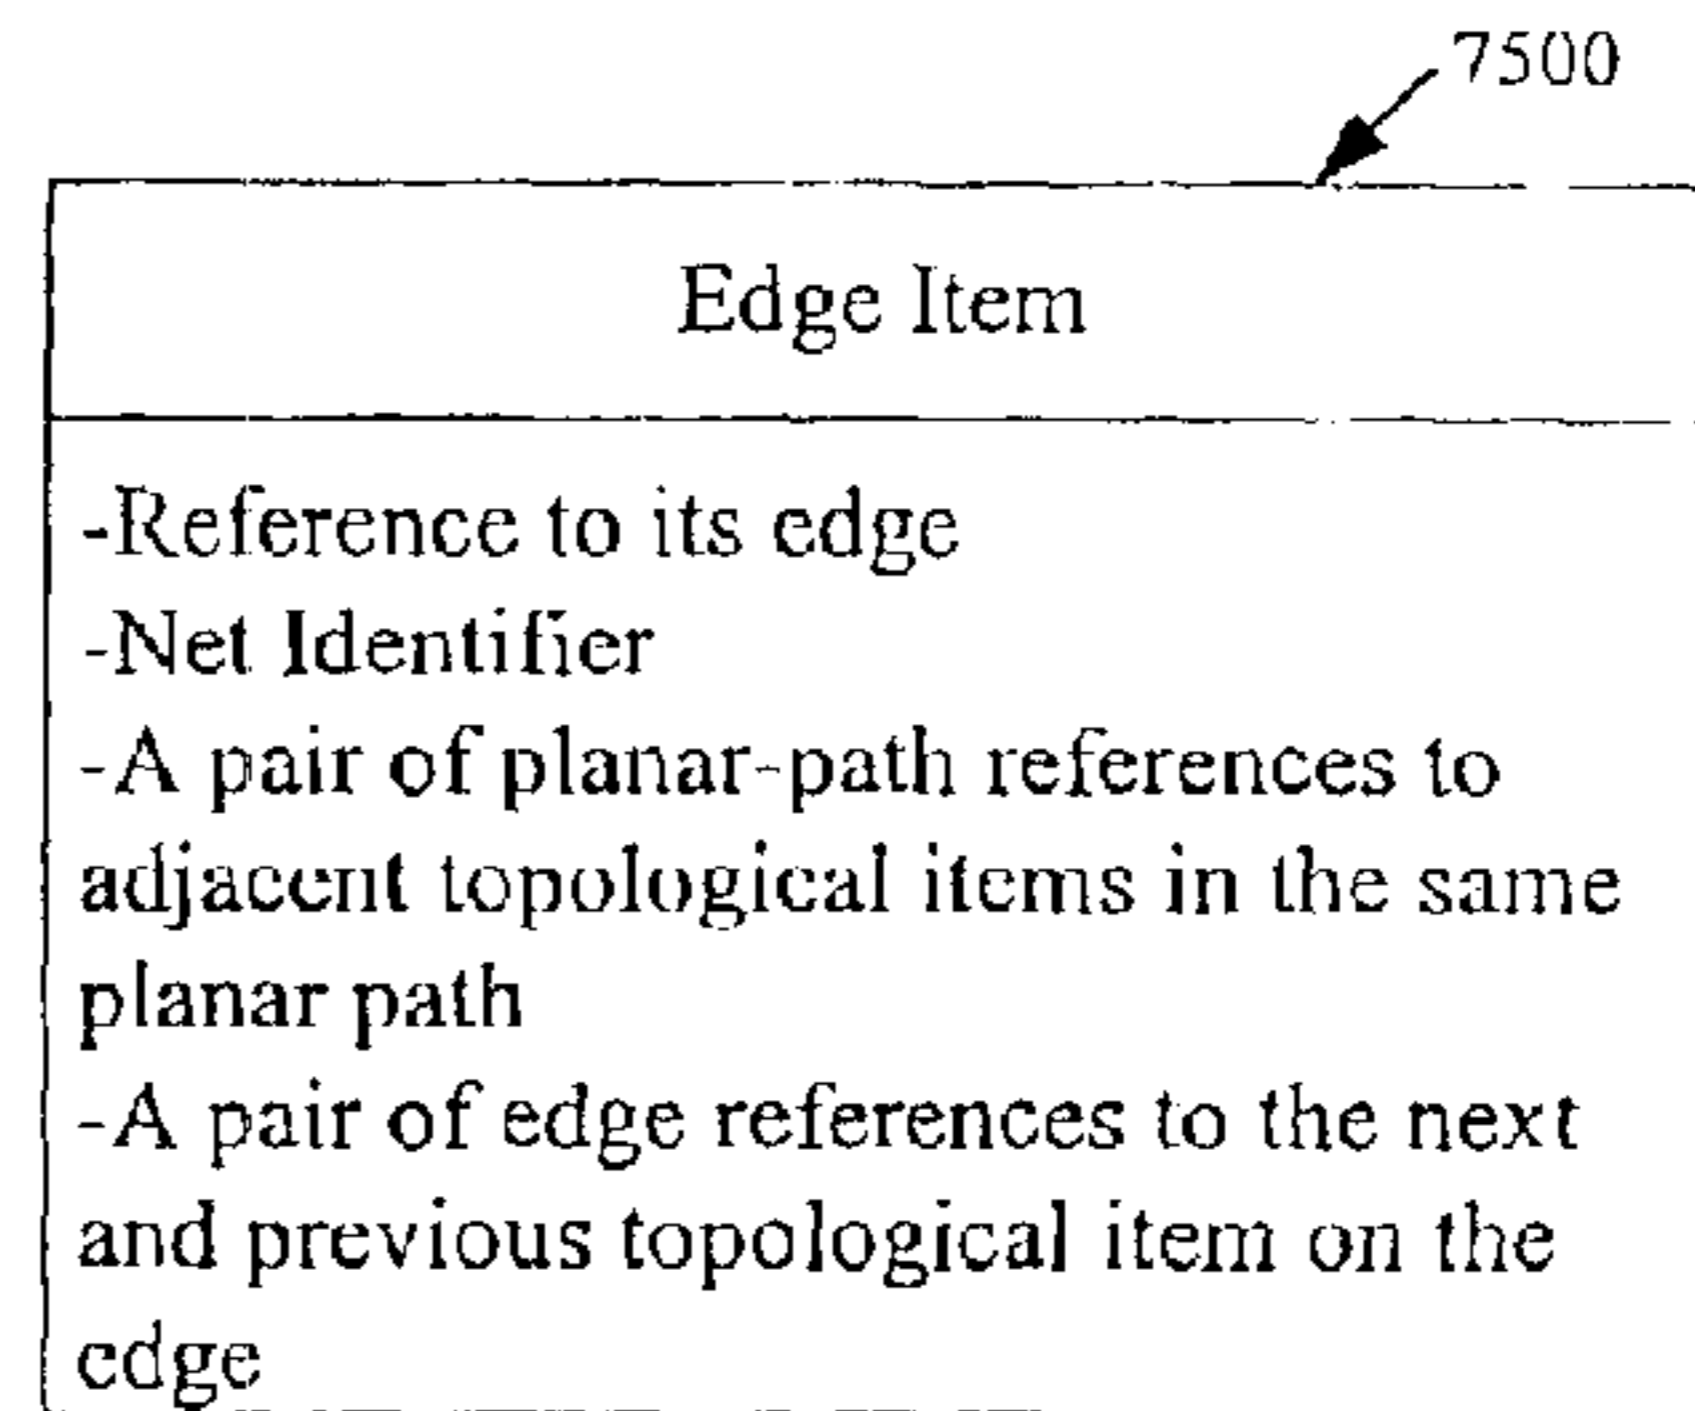 7500
Edge Item
-Reference to its edge
-Net Identifier
-A pair of planar-path references to
adjacent topological items in the same
planar path
-A pair of edge references to the next
and previous topological item on the
edge